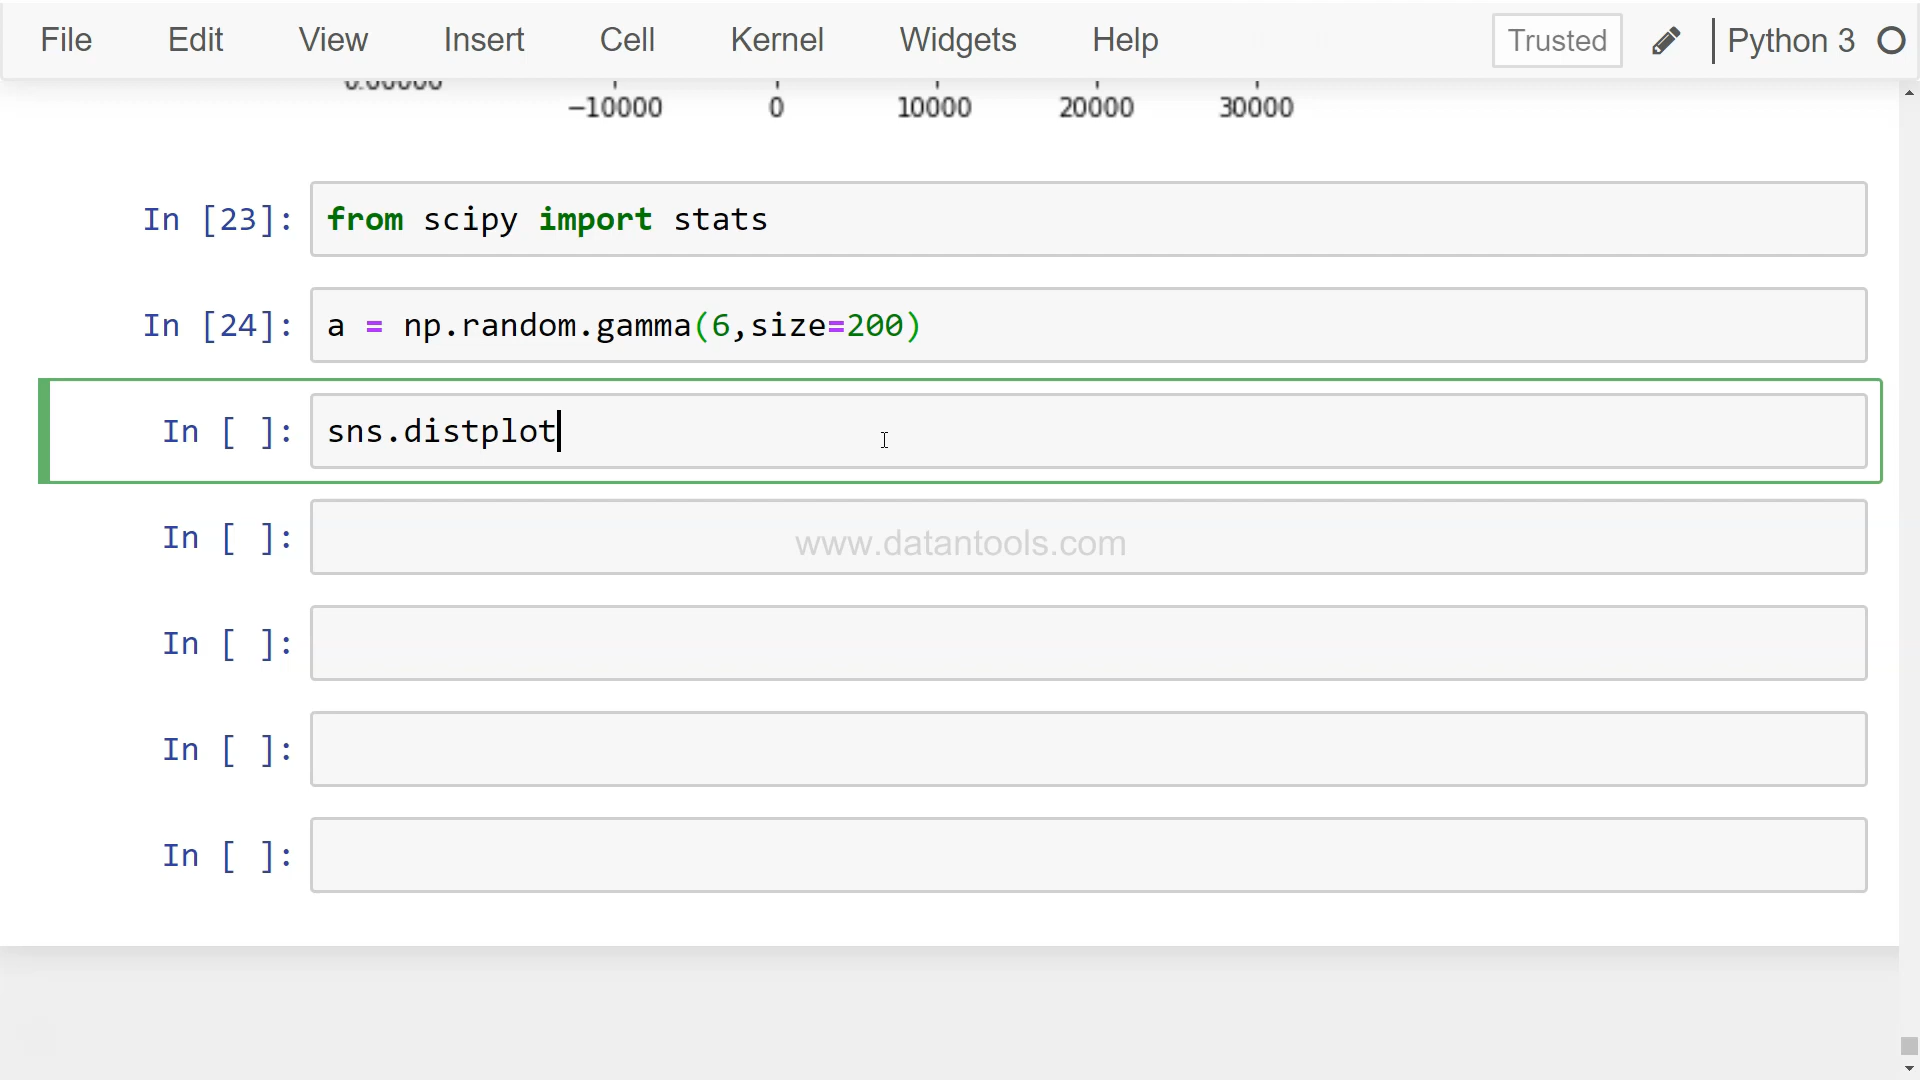 File Edit View Insert Cell Kernel Widgets Help Trusted Python 3
0.00000
−10000 0 10000 20000 30000
In [23]: from scipy import stats
In [24]: a = np.random.gamma(6,size=200)
In [ ]: sns.distplot
In [ ]:
www.datantools.com
In [ ]:
In [ ]:
In [ ]: